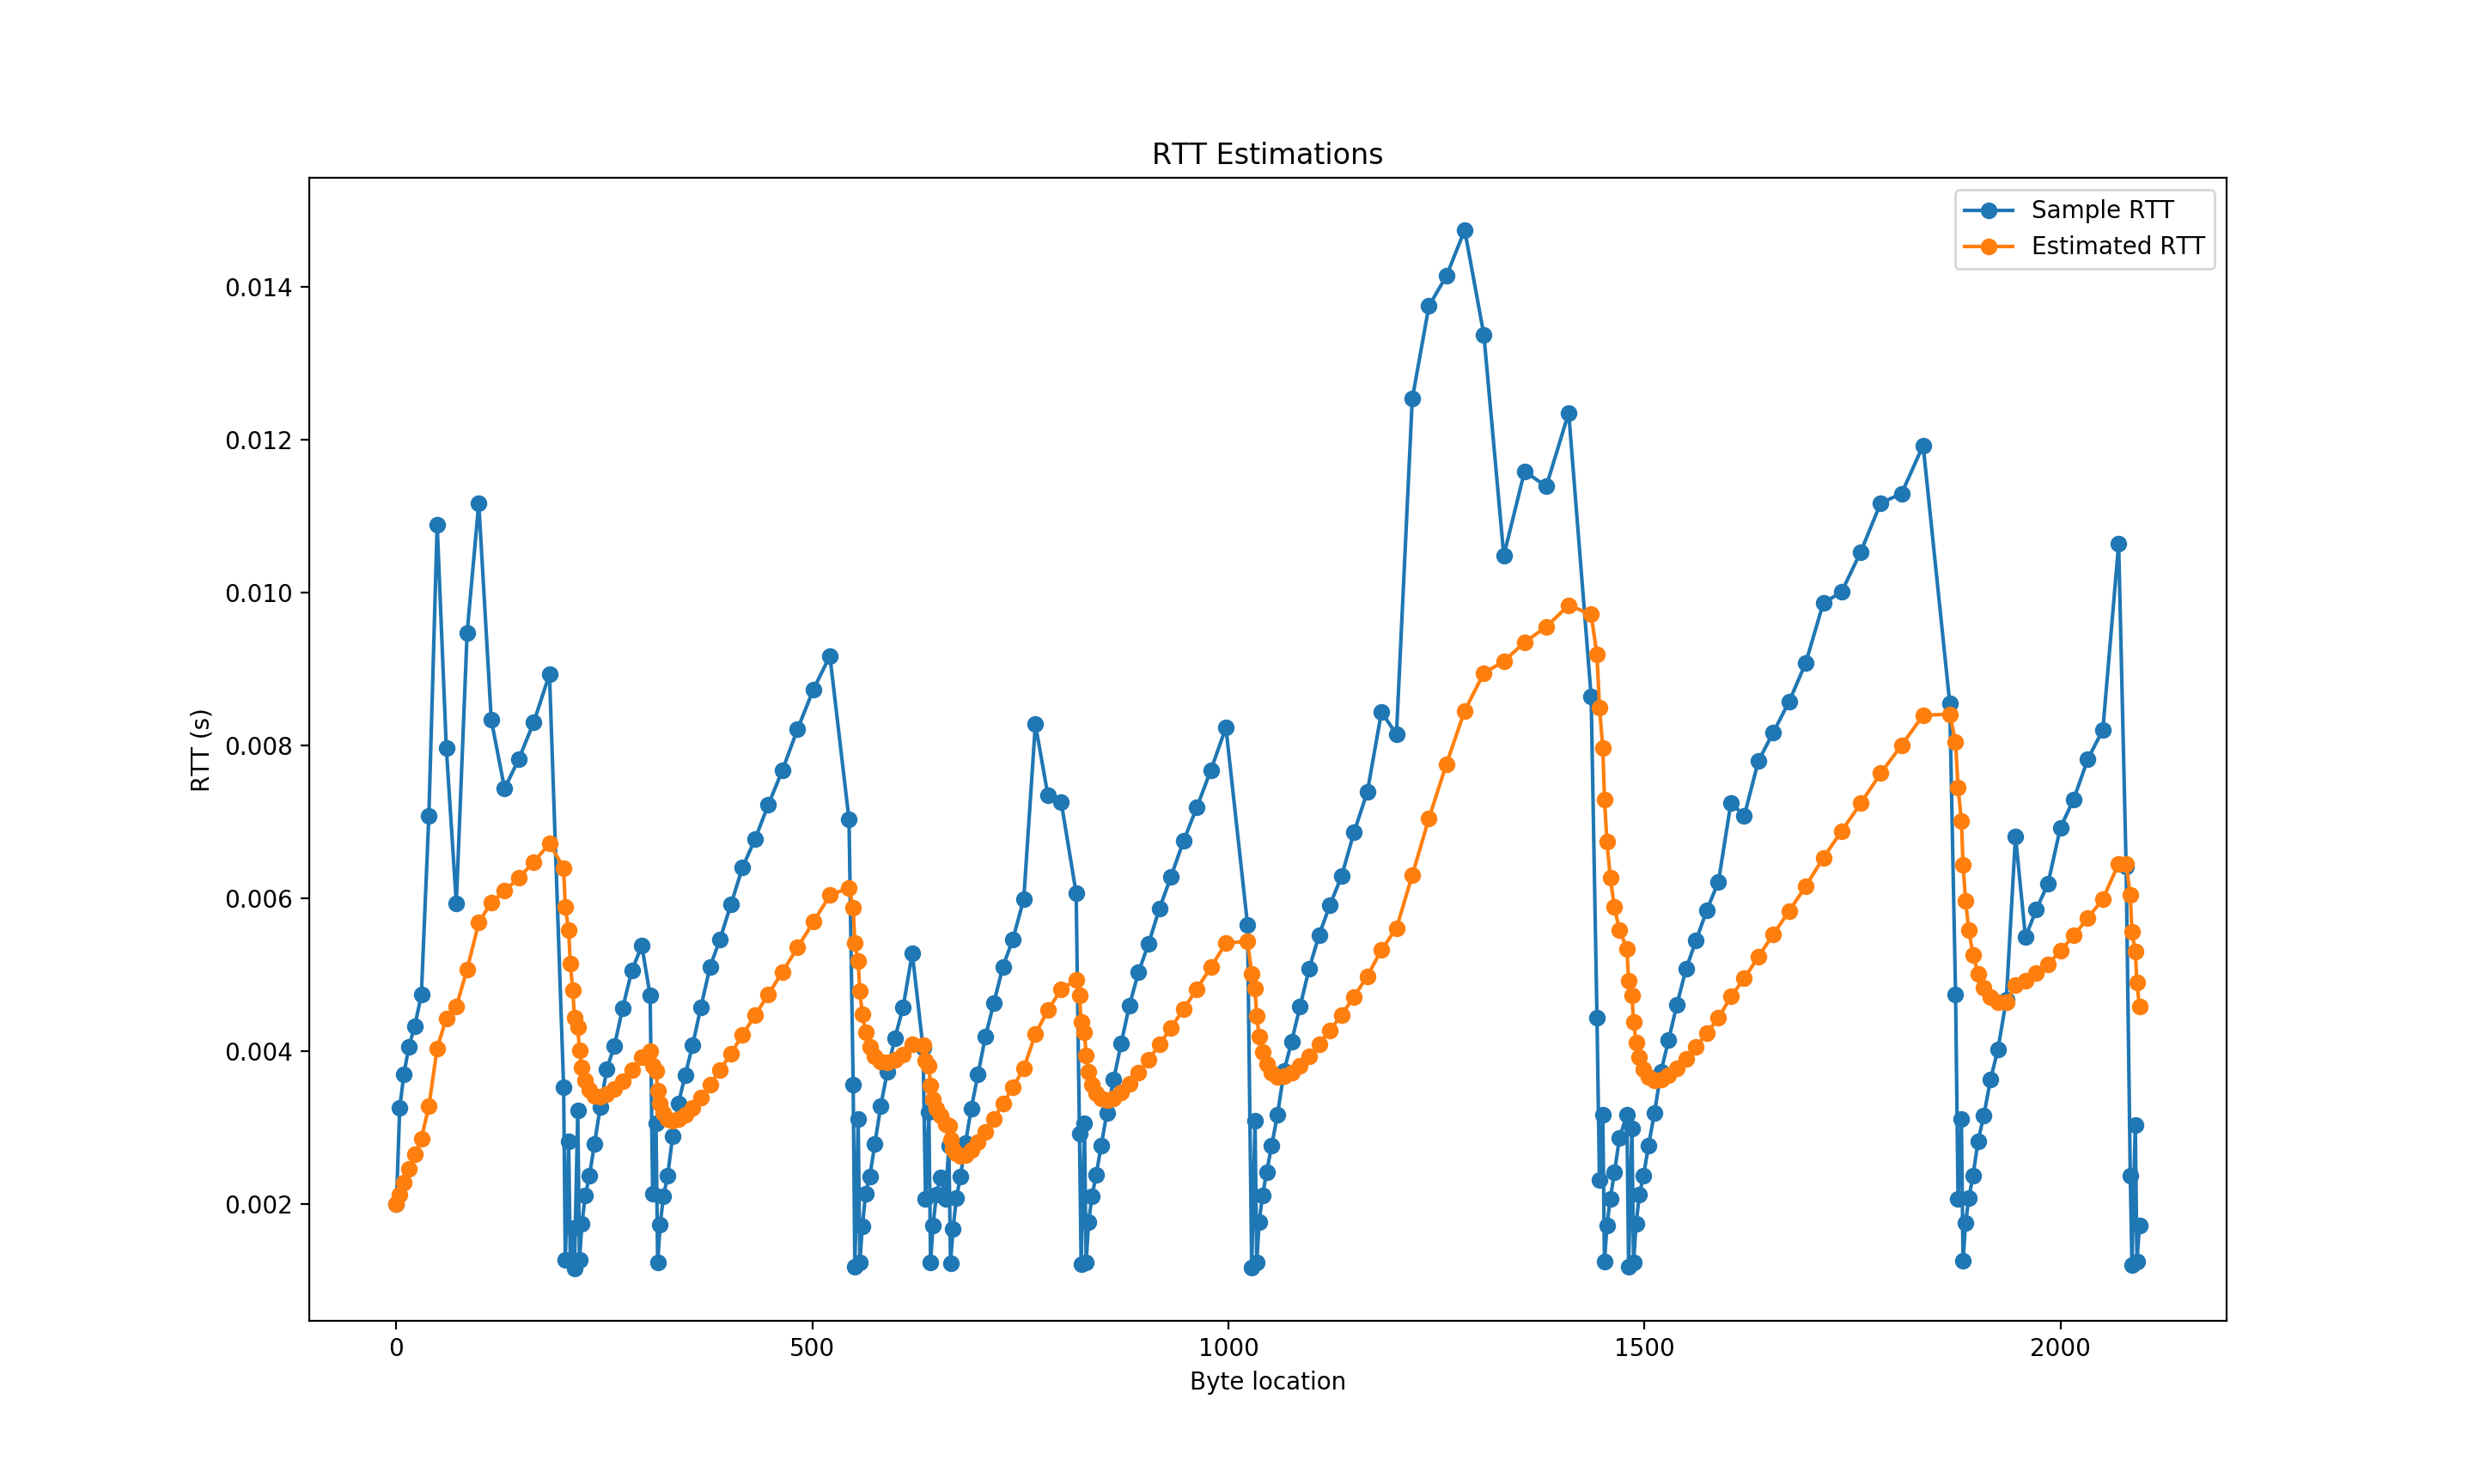 RTT Estimations
Sample RTT
Estimated RTT
0.014
0.012
0.010
0.008
0.006
0.004
0.002
RTT (s)
0 500 1000 1500 2000
Byte location